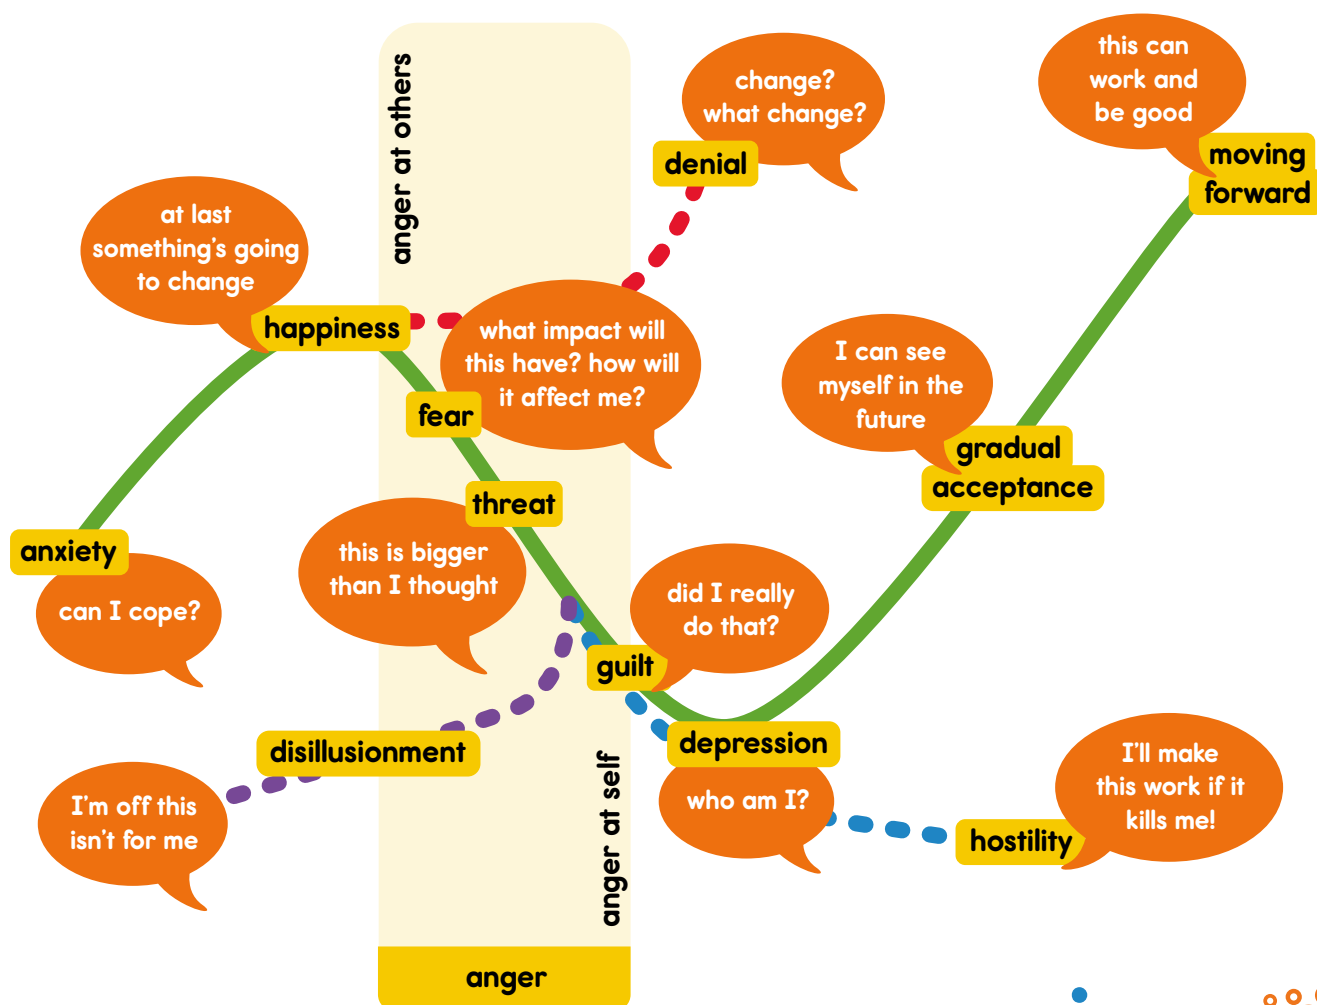 anger at others
change?
what change?
denial
this can
work and
be good
moving
forward
at last
something's going
to change
happiness
what impact will
this have? how will
it affect me?
fear
I can see
myself in the
future
gradual
acceptance
threat
anxiety
can I cope?
this is bigger
than I thought
did I really
do that?
guilt
disillusionment
I'm off this
isn't for me
depression
who am I?
anger at self
I'll make
this work if it
kills me!
hostility
anger